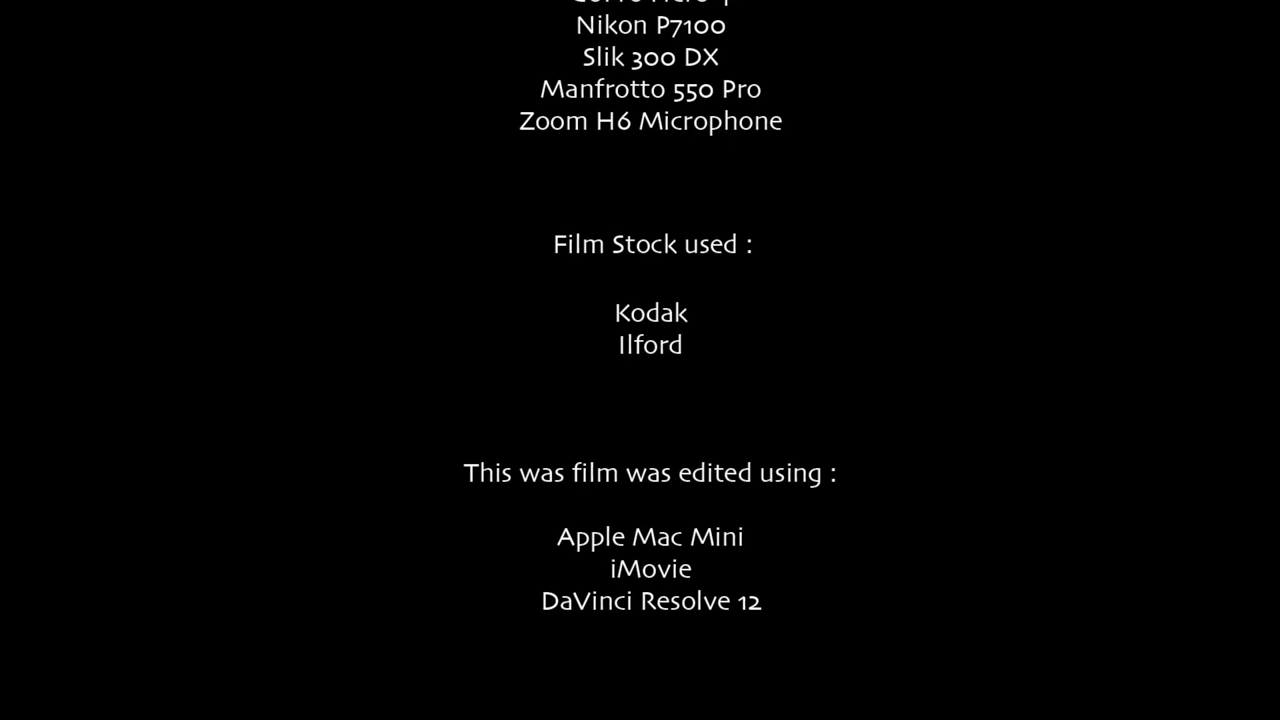 Nikon P7100
Slik 300 DX
Manfrotto 550 Pro
Zoom H6 Microphone
Film Stock used :
Kodak
Ilford
This was film was edited using :
Apple Mac Mini
iMovie
DaVinci Resolve 12